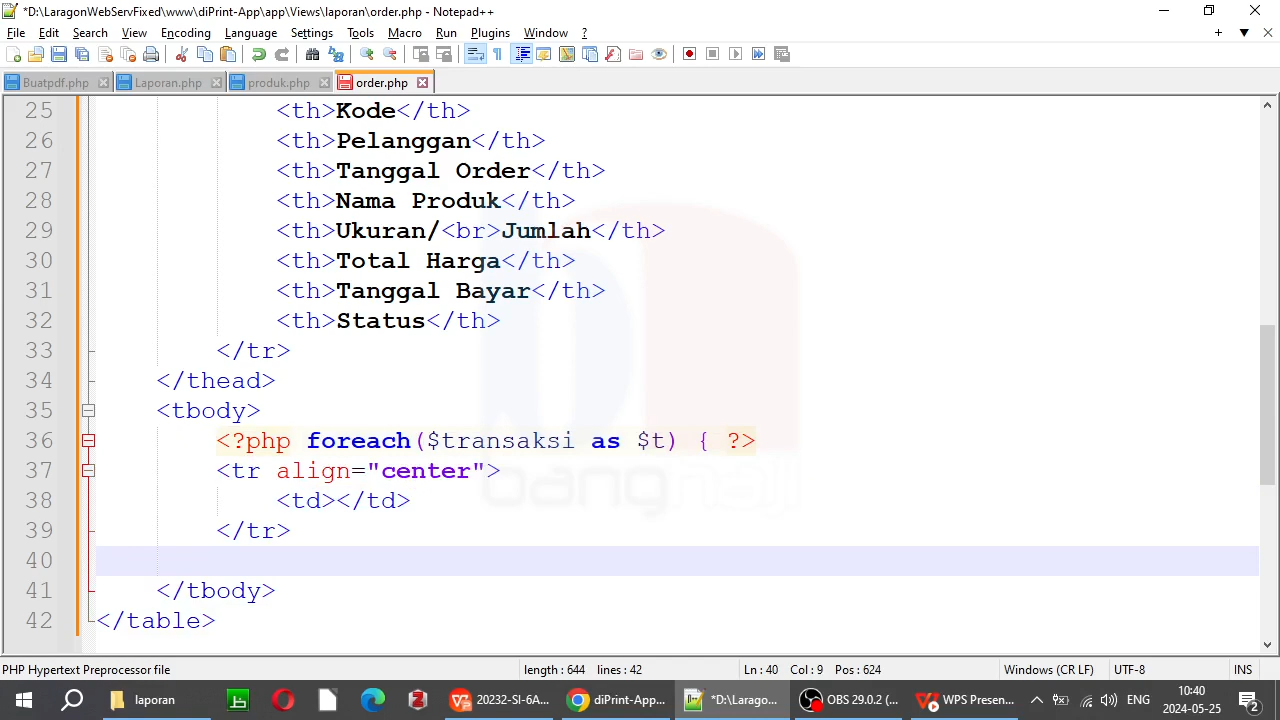 *D:\LaragonWebServFixed\www\diPrint-App\app\Views\laporan\order.php - Notepad++
File Edit Search View Encoding Language Settings Tools Macro Run Plugins Window ?
Buatpdf.php Laporan.php produk.php order.php
25 <th>Kode</th>
26 <th>Pelanggan</th>
27 <th>Tanggal Order</th>
28 <th>Nama Produk</th>
29 <th>Ukuran/<br>Jumlah</th>
30 <th>Total Harga</th>
31 <th>Tanggal Bayar</th>
32 <th>Status</th>
33 </tr>
34 </thead>
35 <tbody>
36 <?php foreach($transaksi as $t) { ?>
37 <tr align="center">
38 <td></td>
39 </tr>
40
41 </tbody>
42 </table>
PHP Hypertext Preprocessor file length : 644 lines : 42 Ln : 40 Col : 9 Pos : 624 Windows (CR LF) UTF-8 INS
laporan 20232-SI-6A... diPrint-App... *D:\Larago... OBS 29.0.2 (... WPS Presen... ENG 10:40
2024-05-25 2